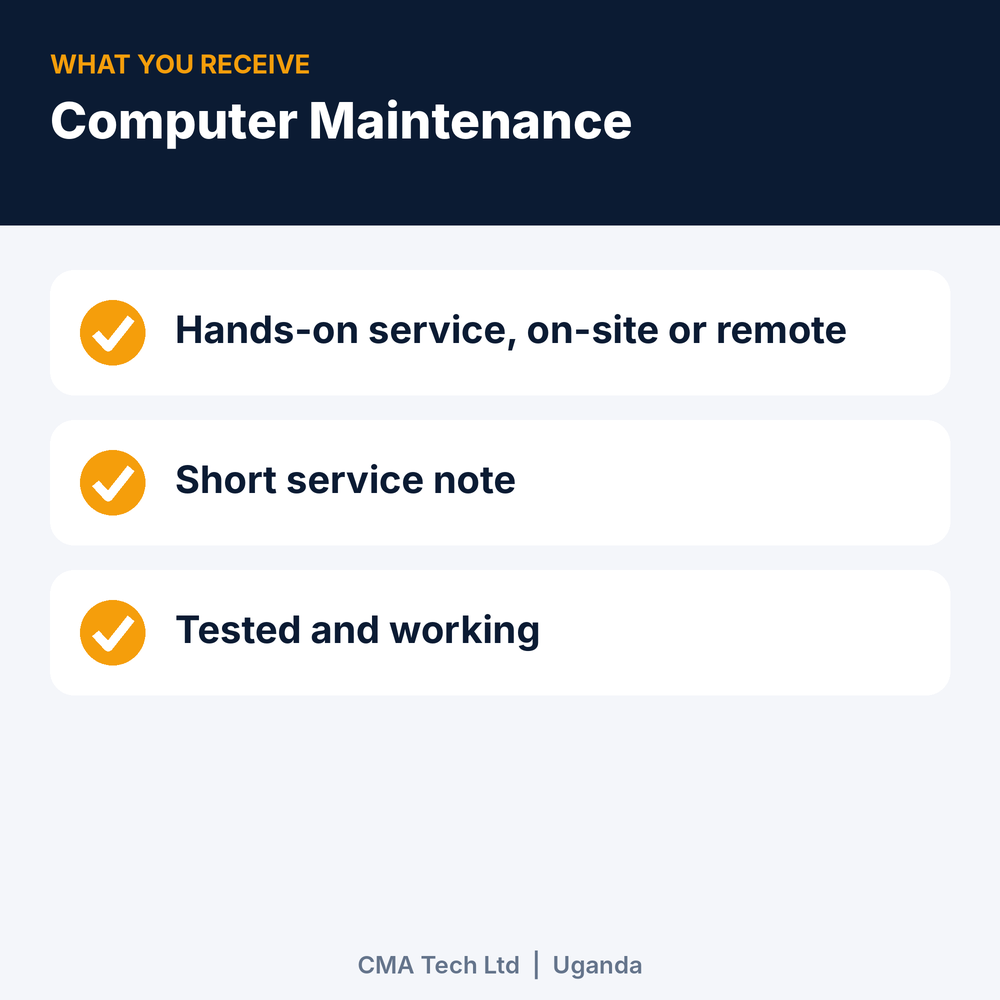 WHAT YOU RECEIVE
Computer Maintenance
Hands-on service, on-site or remote
Short service note
Tested and working
CMA Tech Ltd | Uganda